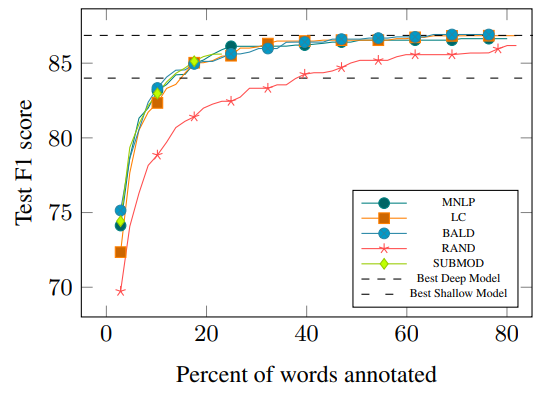 85
80
75
70
Test F1 score
0
20
40
60
80
Percent of words annotated
MNLP
LC
BALD
RAND
SUBMOD
Best Deep Model
Best Shallow Model